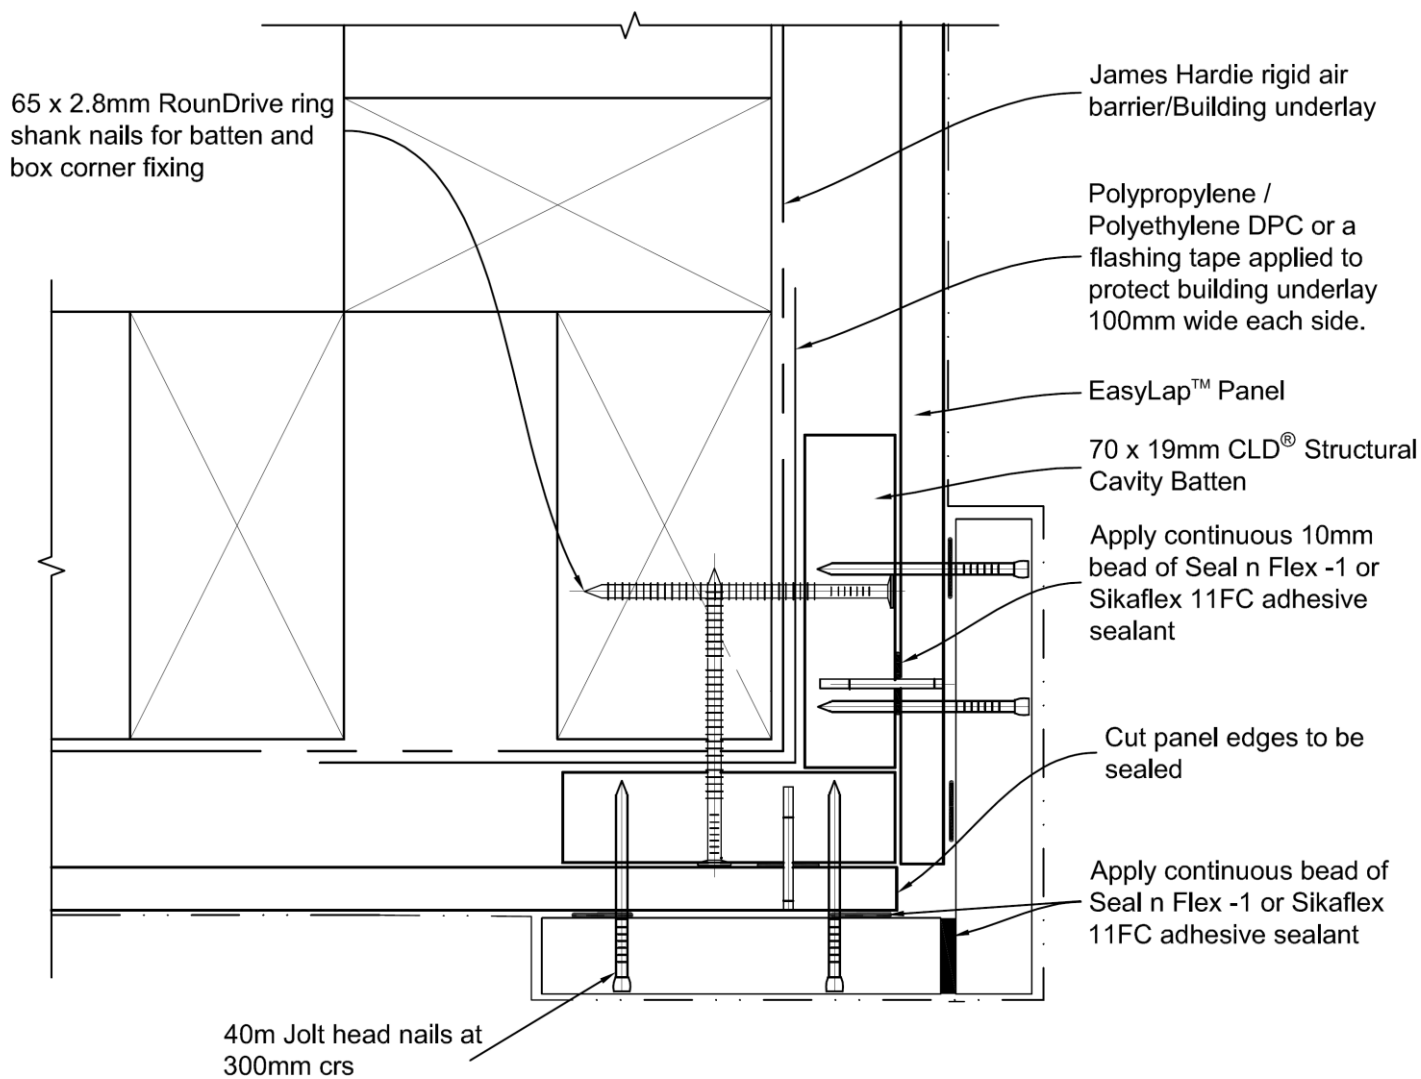 65 x 2.8mm RounDrive ring
shank nails for batten and
box corner fixing
James Hardie rigid air
barrier/Building underlay
Polypropylene /
Polyethylene DPC or a
flashing tape applied to
protect building underlay
100mm wide each side.
EasyLap™ Panel
70 x 19mm CLD® Structural
Cavity Batten
Apply continuous 10mm
bead of Seal n Flex -1 or
Sikaflex 11FC adhesive
sealant
Cut panel edges to be
sealed
Apply continuous bead of
Seal n Flex -1 or Sikaflex
11FC adhesive sealant
40m Jolt head nails at
300mm crs